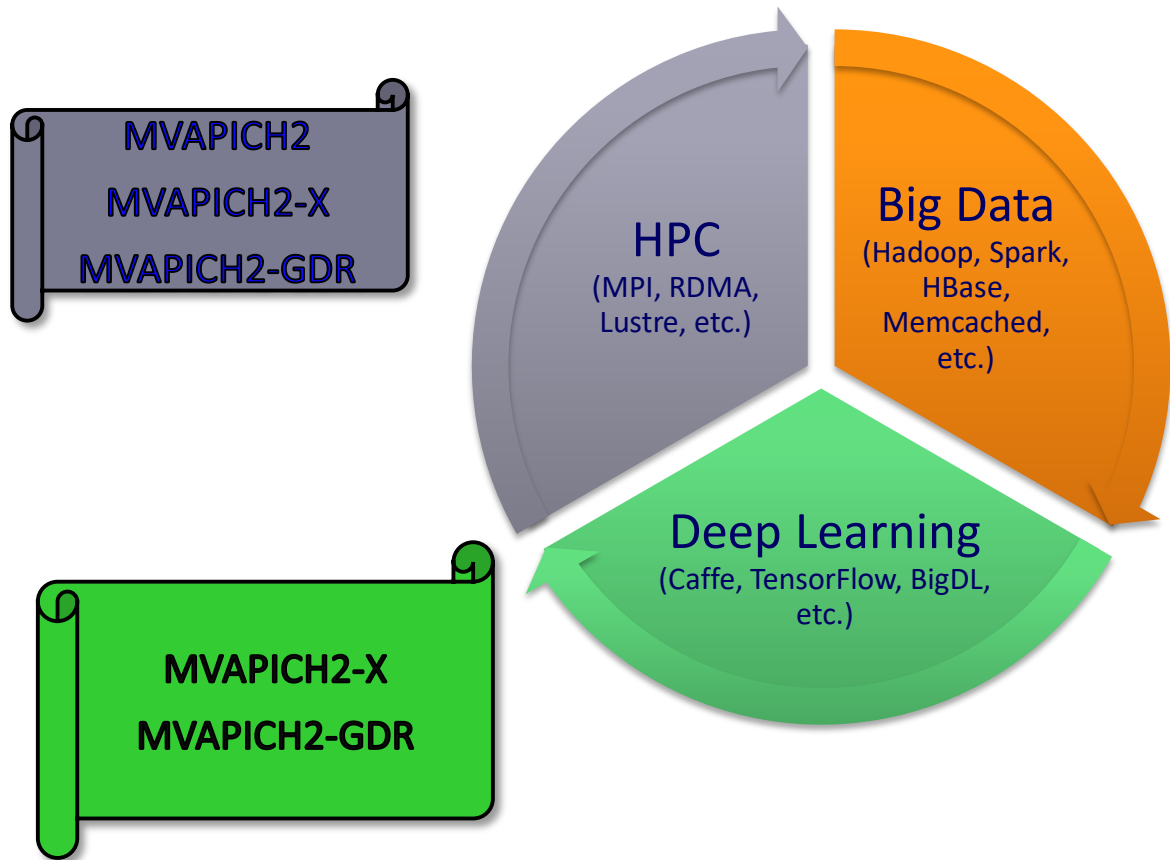 MVAPICH2
MVAPICH2-X
MVAPICH2-GDR
HPC
(MPI, RDMA,
Lustre, etc.)
Big Data
(Hadoop, Spark,
HBase,
Memcached,
etc.)
Deep Learning
(Caffe, TensorFlow, BigDL,
etc.)
MVAPICH2-X
MVAPICH2-GDR